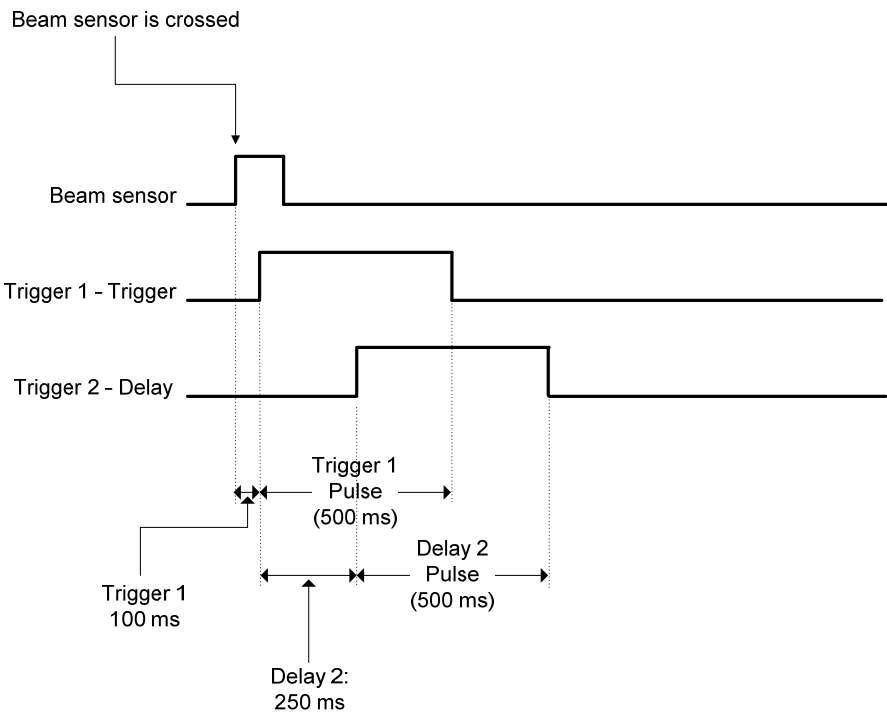 Beam sensor is crossed
Beam sensor
Trigger 1 - Trigger
Trigger 2 - Delay
Trigger 1
Pulse
(500 ms)
Delay 2
Pulse
(500 ms)
Trigger 1
100 ms
Delay 2:
250 ms